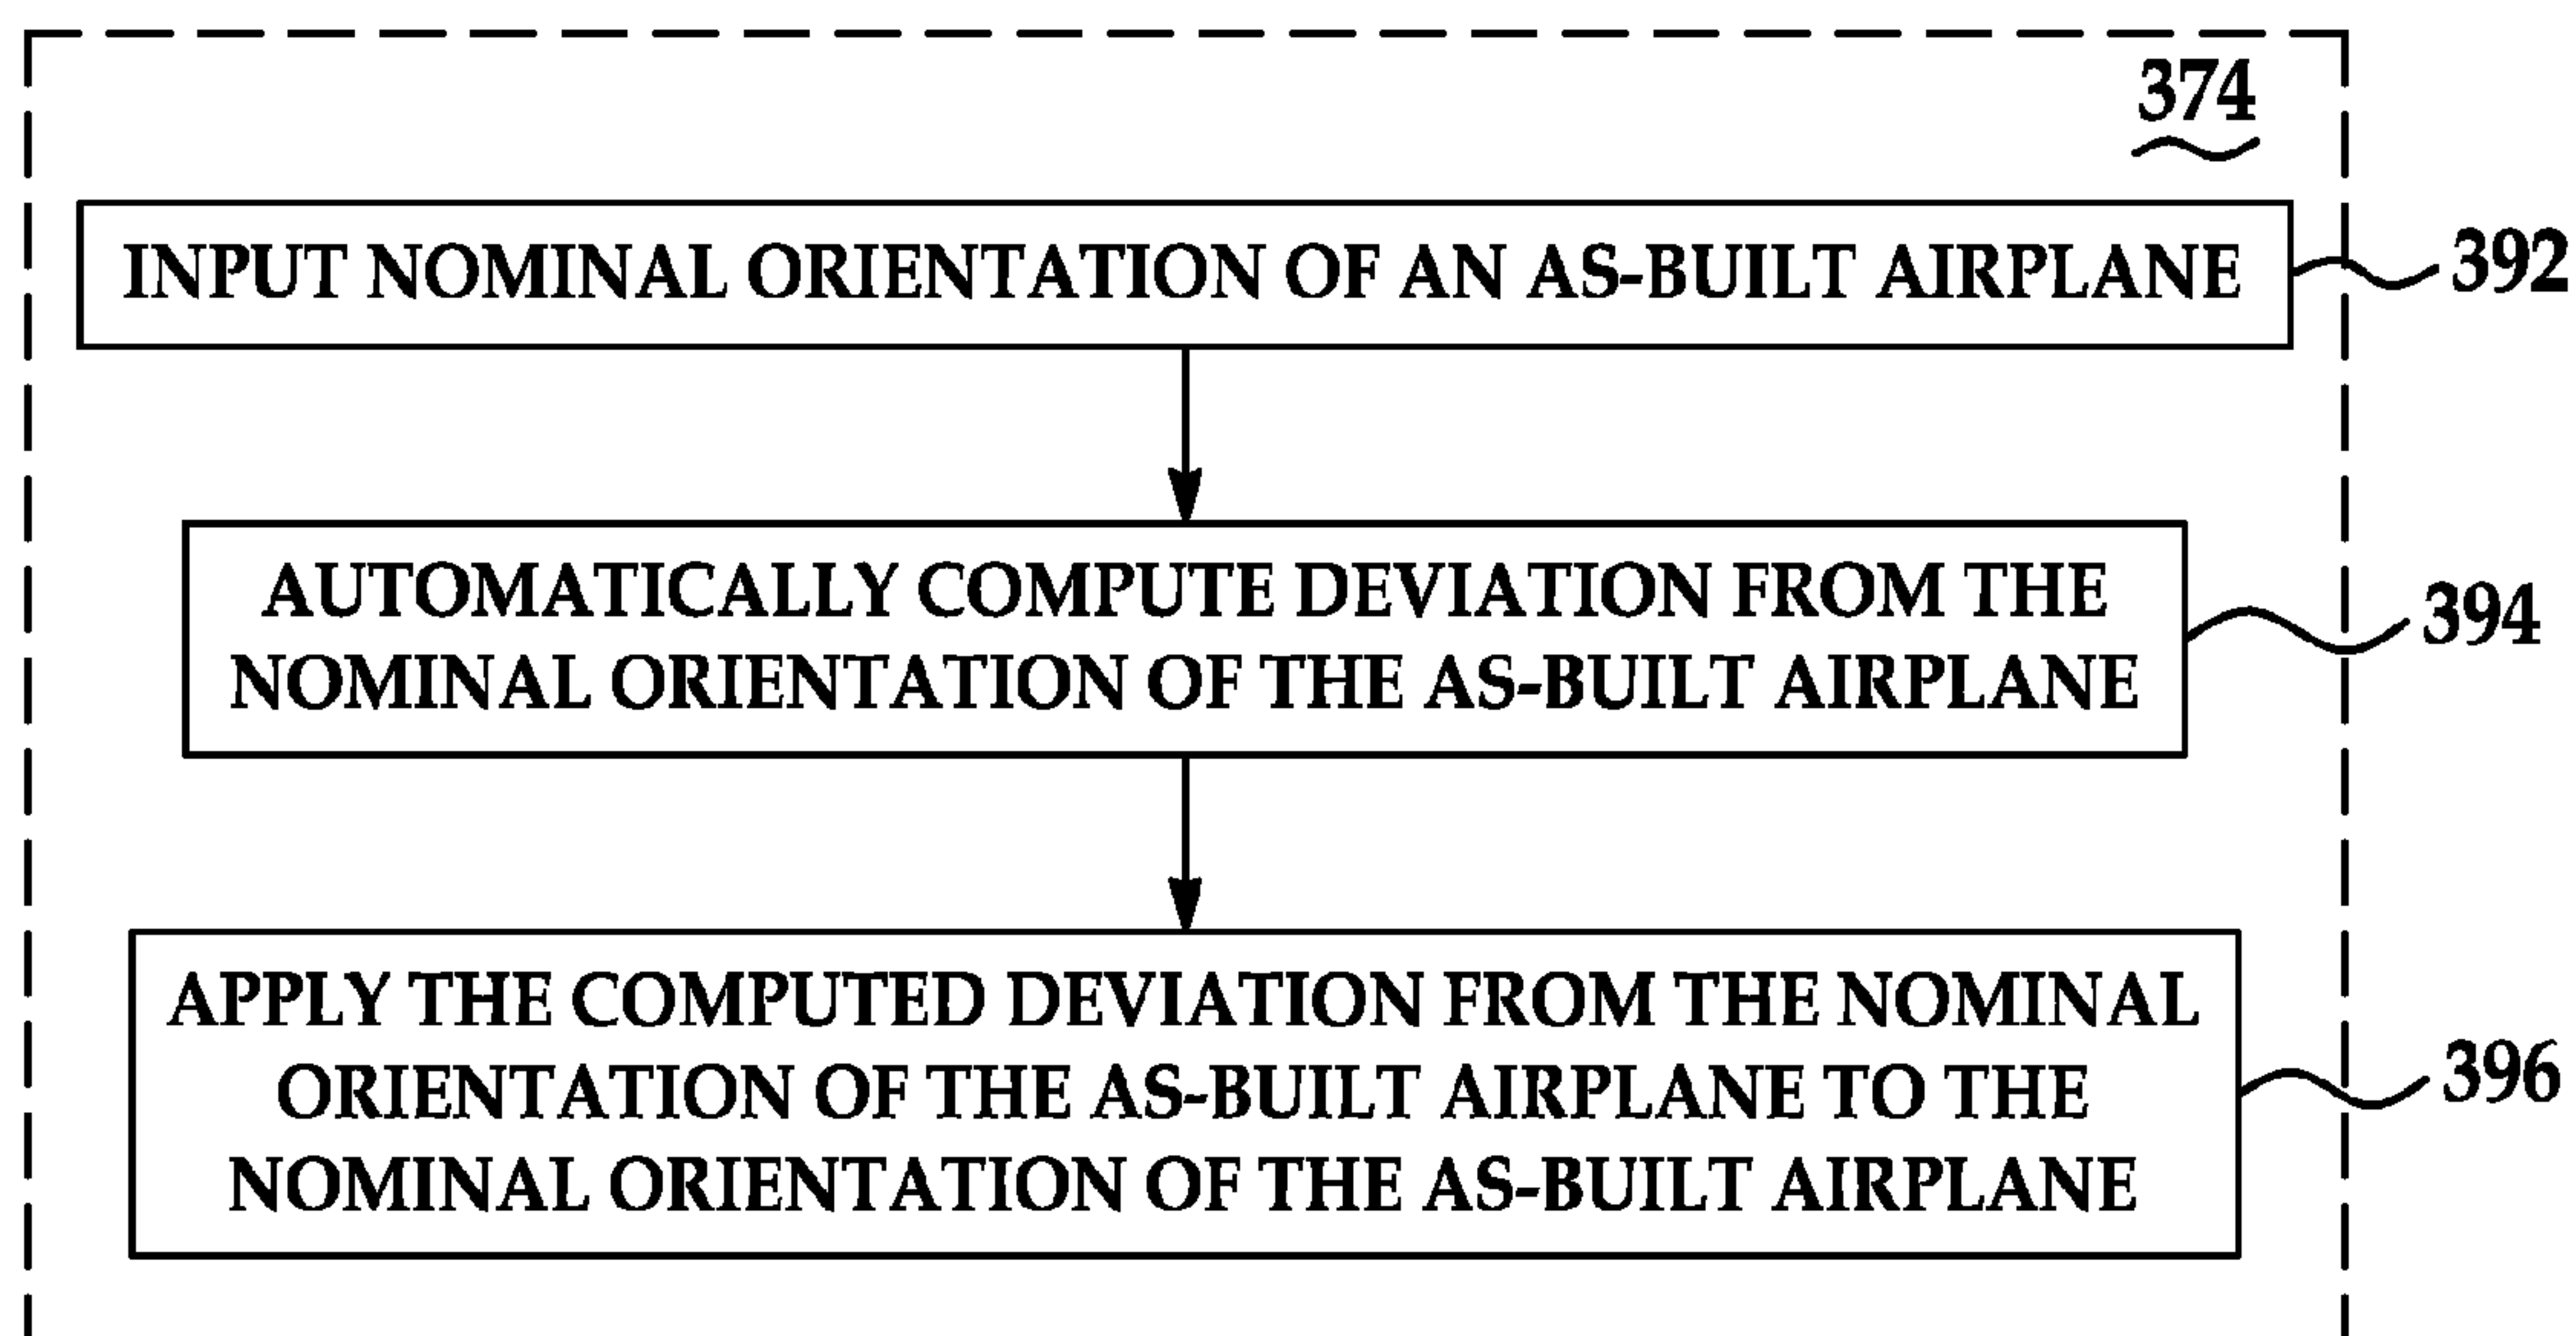 374
INPUT NOMINAL ORIENTATION OF AN AS-BUILT AIRPLANE
392
AUTOMATICALLY COMPUTE DEVIATION FROM THE
NOMINAL ORIENTATION OF THE AS-BUILT AIRPLANE
394
APPLY THE COMPUTED DEVIATION FROM THE NOMINAL
ORIENTATION OF THE AS-BUILT AIRPLANE TO THE
NOMINAL ORIENTATION OF THE AS-BUILT AIRPLANE
396